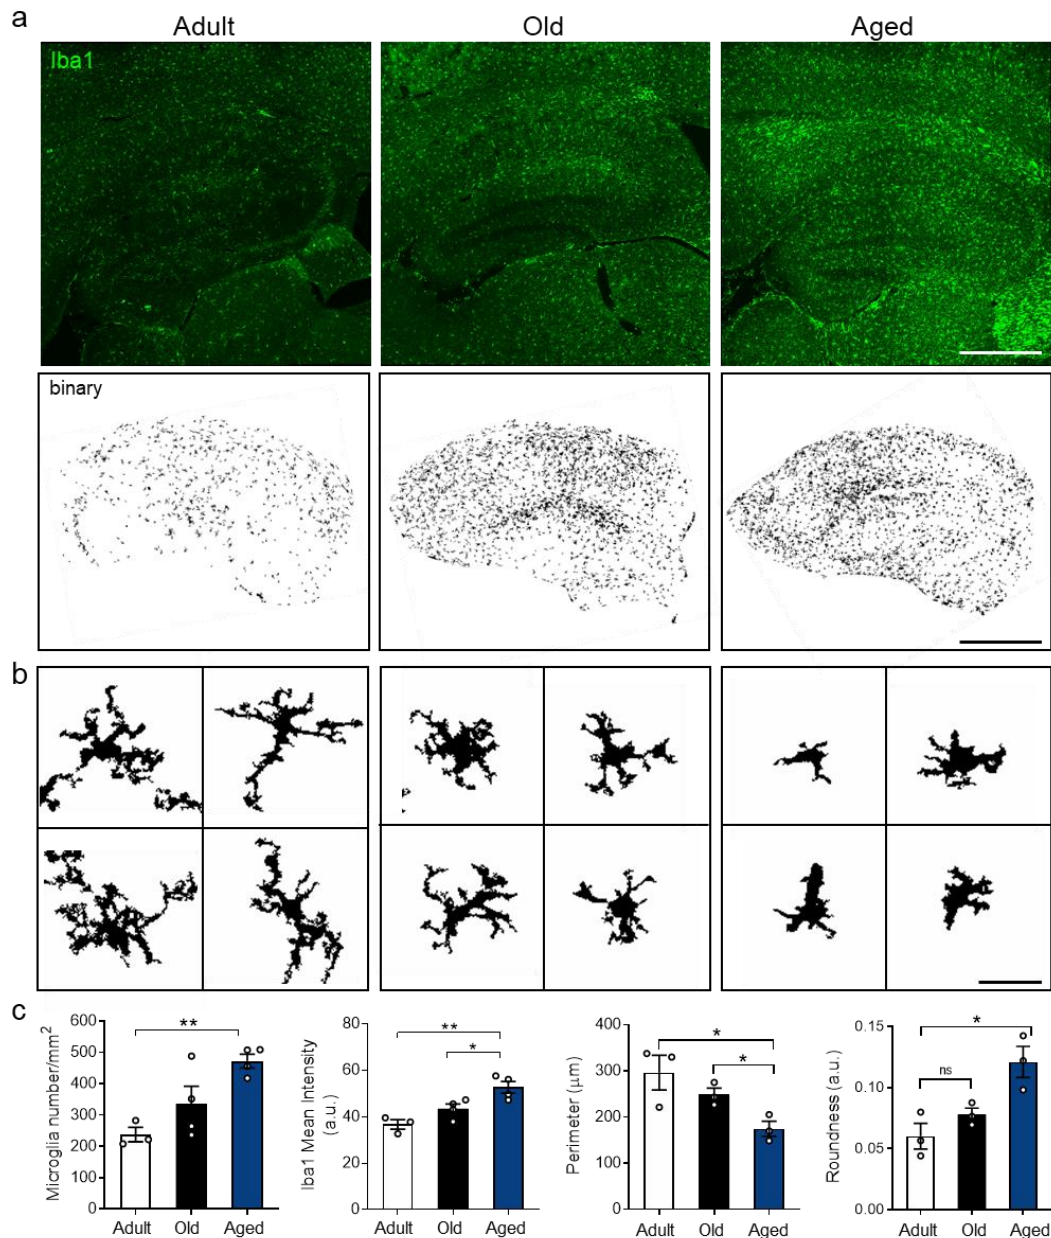 a
Adult Old Aged
Iba1
binary
b
c
Microglia number/mm²
600
500
400
300
200
100
0
**
Adult Old Aged
Iba1 Mean Intensity
(a.u.)
80
60
40
20
0
**
*
Adult Old Aged
Perimeter (μm)
400
300
200
100
0
*
*
Adult Old Aged
Roundness (a.u.)
0.15
0.10
0.05
0.00
*
ns
Adult Old Aged